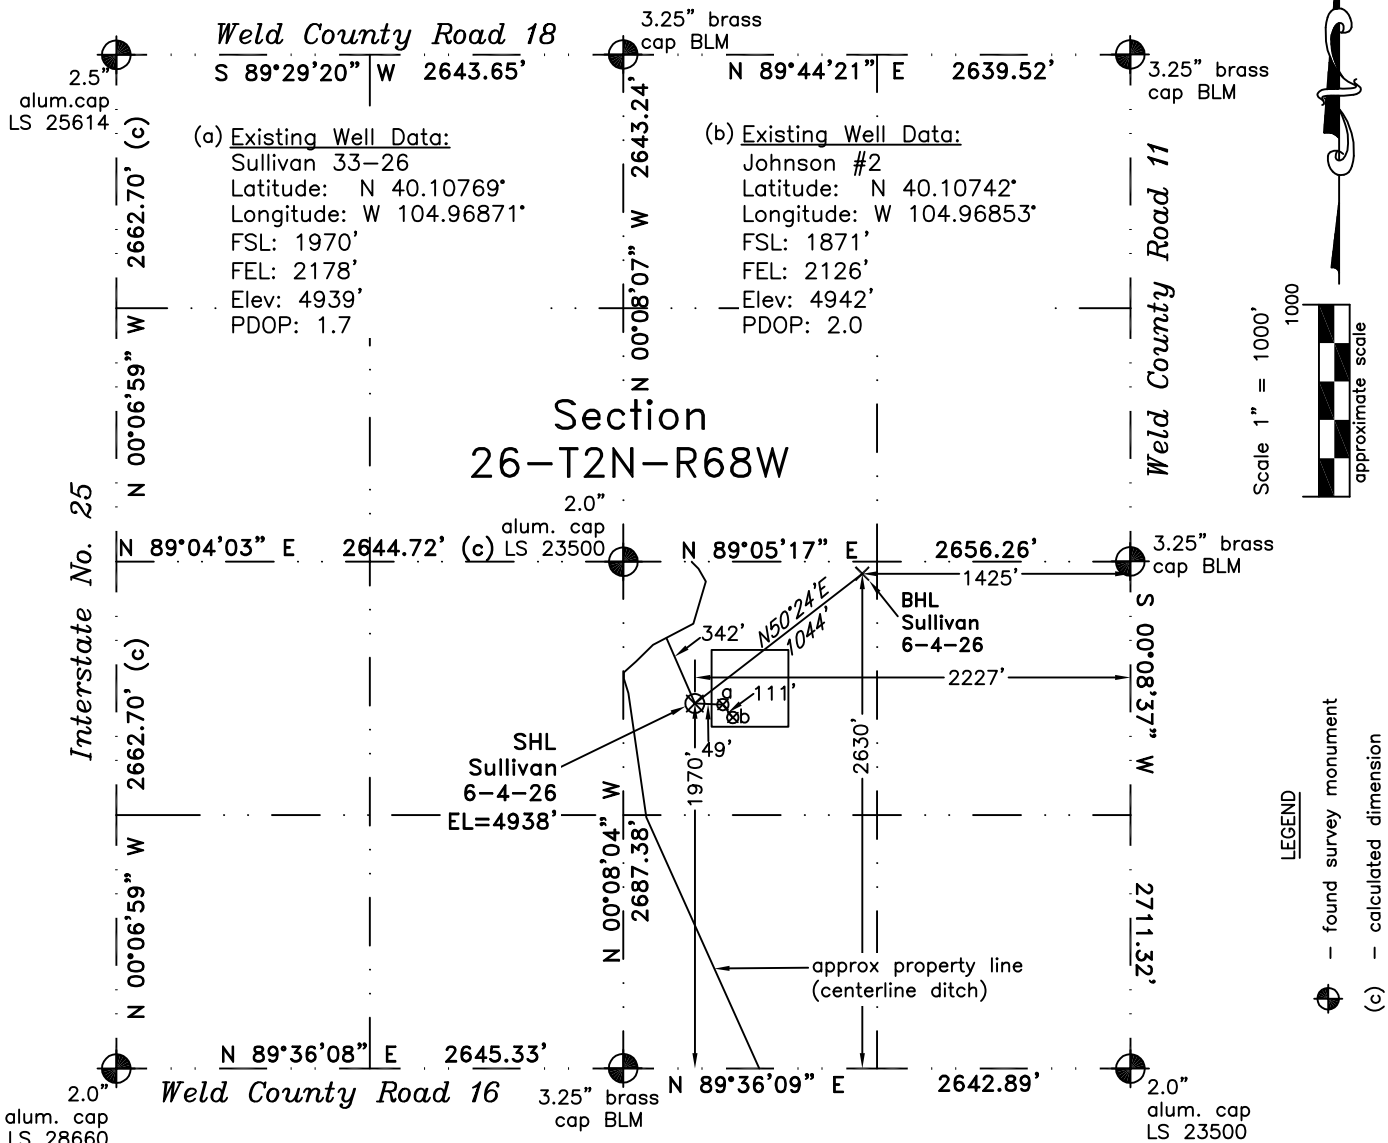 Weld County Road 18
3.25" brass
cap BLM
S 89°29'20" W 2643.65'
N 89°44'21" E 2639.52'
2.5"
alum.cap
LS 25614
3.25" brass
cap BLM
N 00°06'59" W 2662.70' (c)
(a) Existing Well Data:
Sullivan 33-26
Latitude: N 40.10769°
Longitude: W 104.96871°
FSL: 1970'
FEL: 2178'
Elev: 4939'
PDOP: 1.7
N 00°08'07" W 2643.24'
(b) Existing Well Data:
Johnson #2
Latitude: N 40.10742°
Longitude: W 104.96853°
FSL: 1871'
FEL: 2126'
Elev: 4942'
PDOP: 2.0
Weld County Road 11
Scale 1" = 1000'
1000
approximate scale
Section
26-T2N-R68W
Interstate No. 25
2.0"
alum. cap
LS 23500
N 89°04'03" E 2644.72' (c)
N 89°05'17" E 2656.26'
3.25" brass
cap BLM
1425'
N50°24'E
1044'
BHL
Sullivan
6-4-26
342'
2227'
a
111'
b
49'
SHL
Sullivan
6-4-26
EL=4938'
1970'
2630'
N 00°06'59" W 2662.70' (c)
N 00°08'04" W
2687.38'
S 00°08'37" W 2711.32'
approx property line
(centerline ditch)
LEGEND
- found survey monument
(c) - calculated dimension
N 89°36'08" E 2645.33'
N 89°36'09" E 2642.89'
Weld County Road 16
2.0"
alum. cap
LS 28660
3.25" brass
cap BLM
2.0"
alum. cap
LS 23500